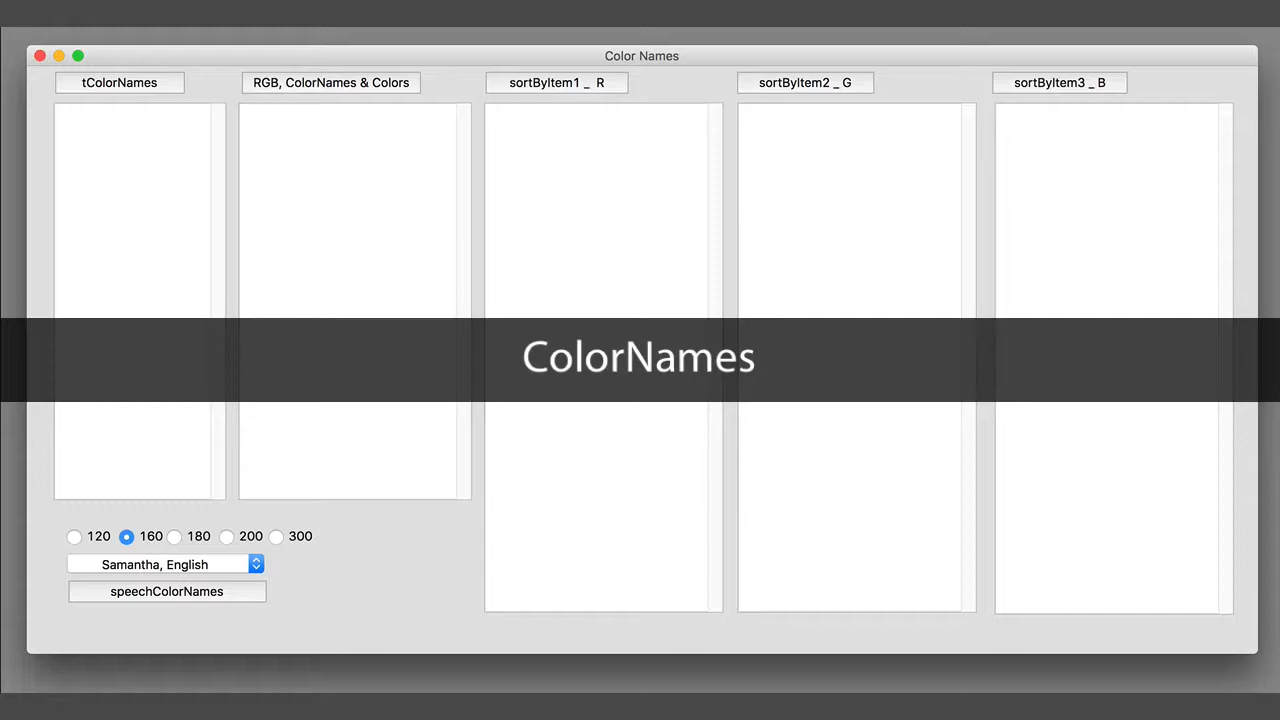 Color Names
tColorNames
RGB, ColorNames & Colors
sortByItem1 _ R
sortByItem2 _ G
sortByItem3 _ B
ColorNames
120 160 180 200 300
Samantha, English
speechColorNames